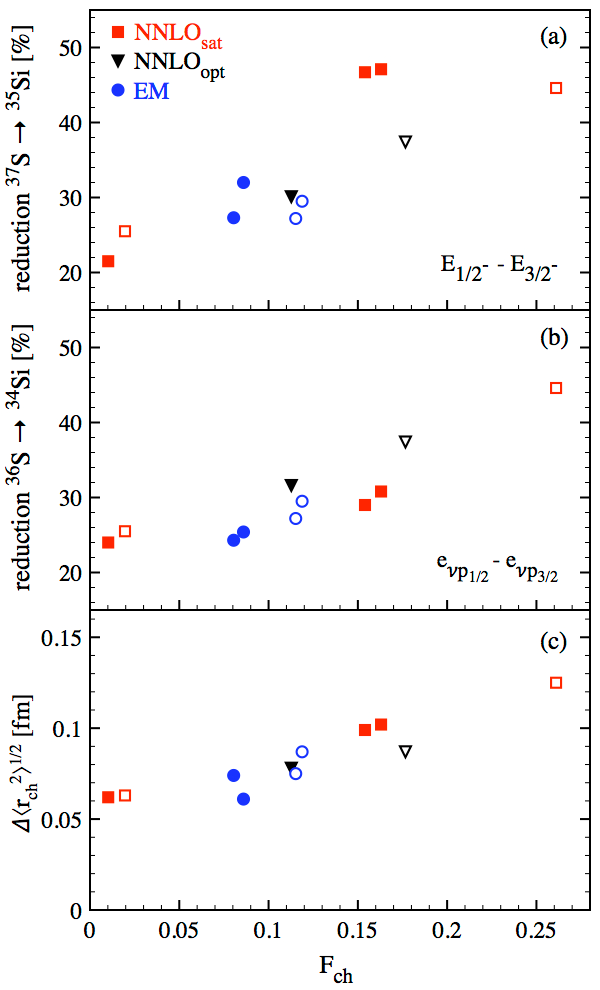 NNLOsat
NNLOopt
EM
(a)
reduction ³⁷S → ³⁵Si [%]
50
40
30
20
E1/2- - E3/2-
(b)
reduction ³⁶S → ³⁴Si [%]
50
40
30
20
eνp1/2 - eνp3/2
(c)
Δ⟨rch²⟩¹/² [fm]
0.15
0.1
0.05
0
0 0.05 0.1 0.15 0.2 0.25
Fch